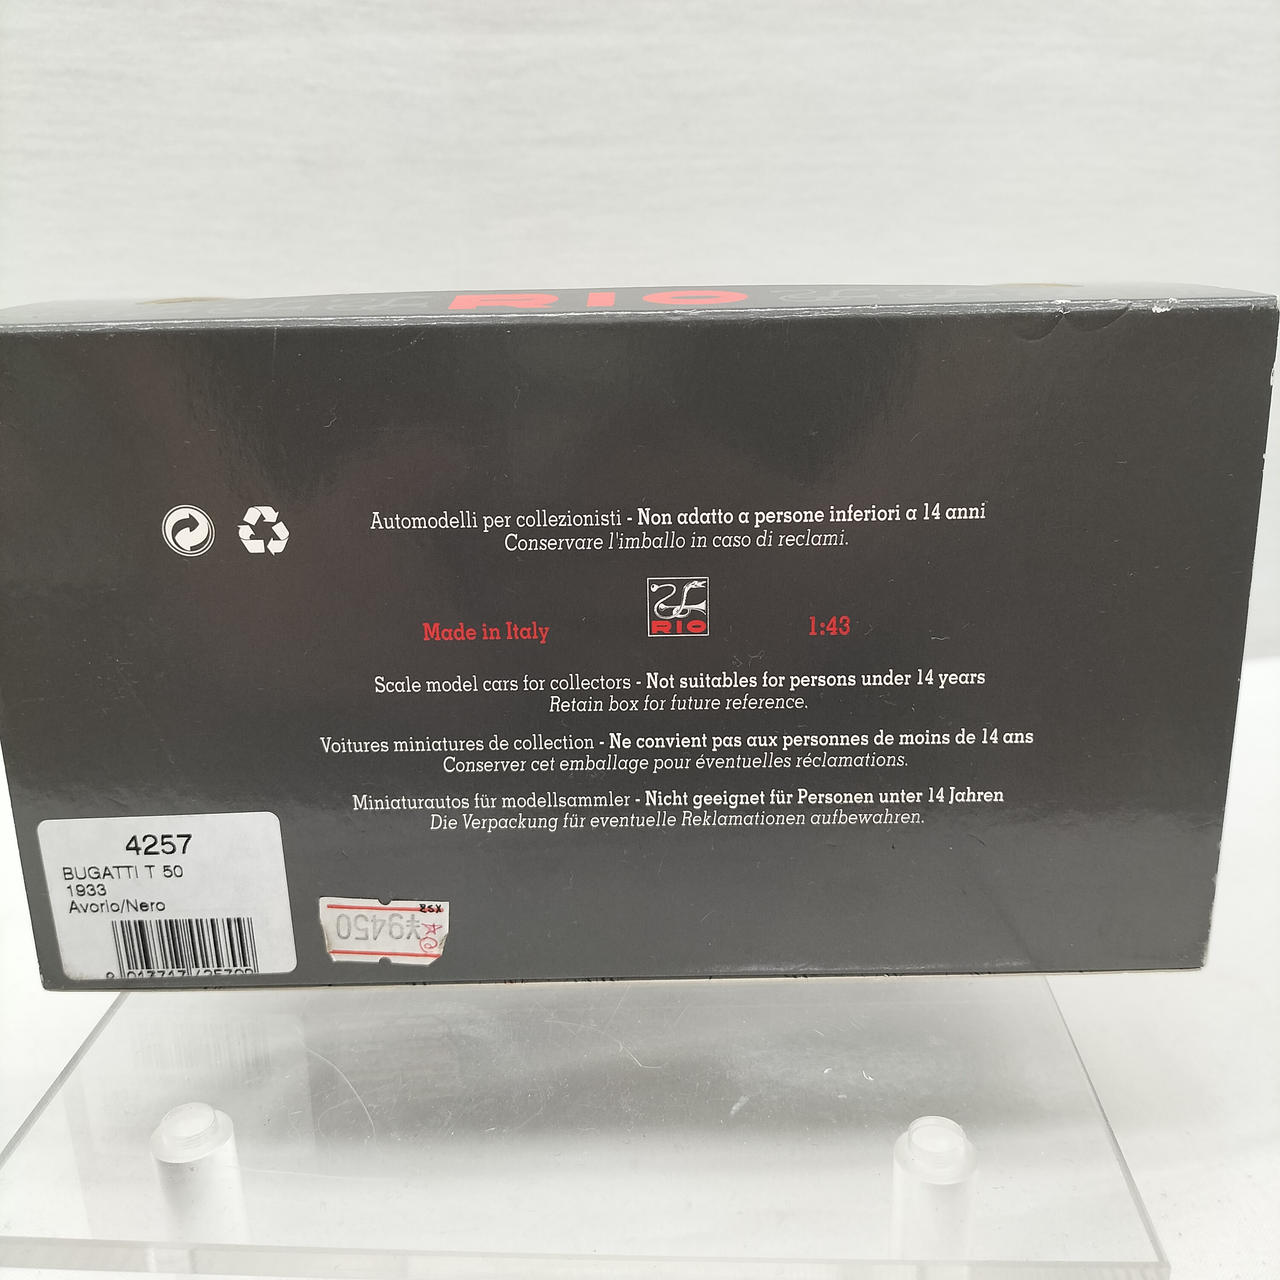 RIO
Automodelli per collezionisti - Non adatto a persone inferiori a 14 anni
Conservare l'imballo in caso di reclami.
RIO
Made in Italy 1:43
Scale model cars for collectors - Not suitables for persons under 14 years
Retain box for future reference.
Voitures miniatures de collection - Ne convient pas aux personnes de moins de 14 ans
Conserver cet emballage pour éventuelles réclamations.
Miniaturautos für modellsammler - Nicht geeignet für Personen unter 14 Jahren
Die Verpackung für eventuelle Reklamationen aufbewahren.
4257
BUGATTI T 50
1933
Avorio/Nero
¥9450